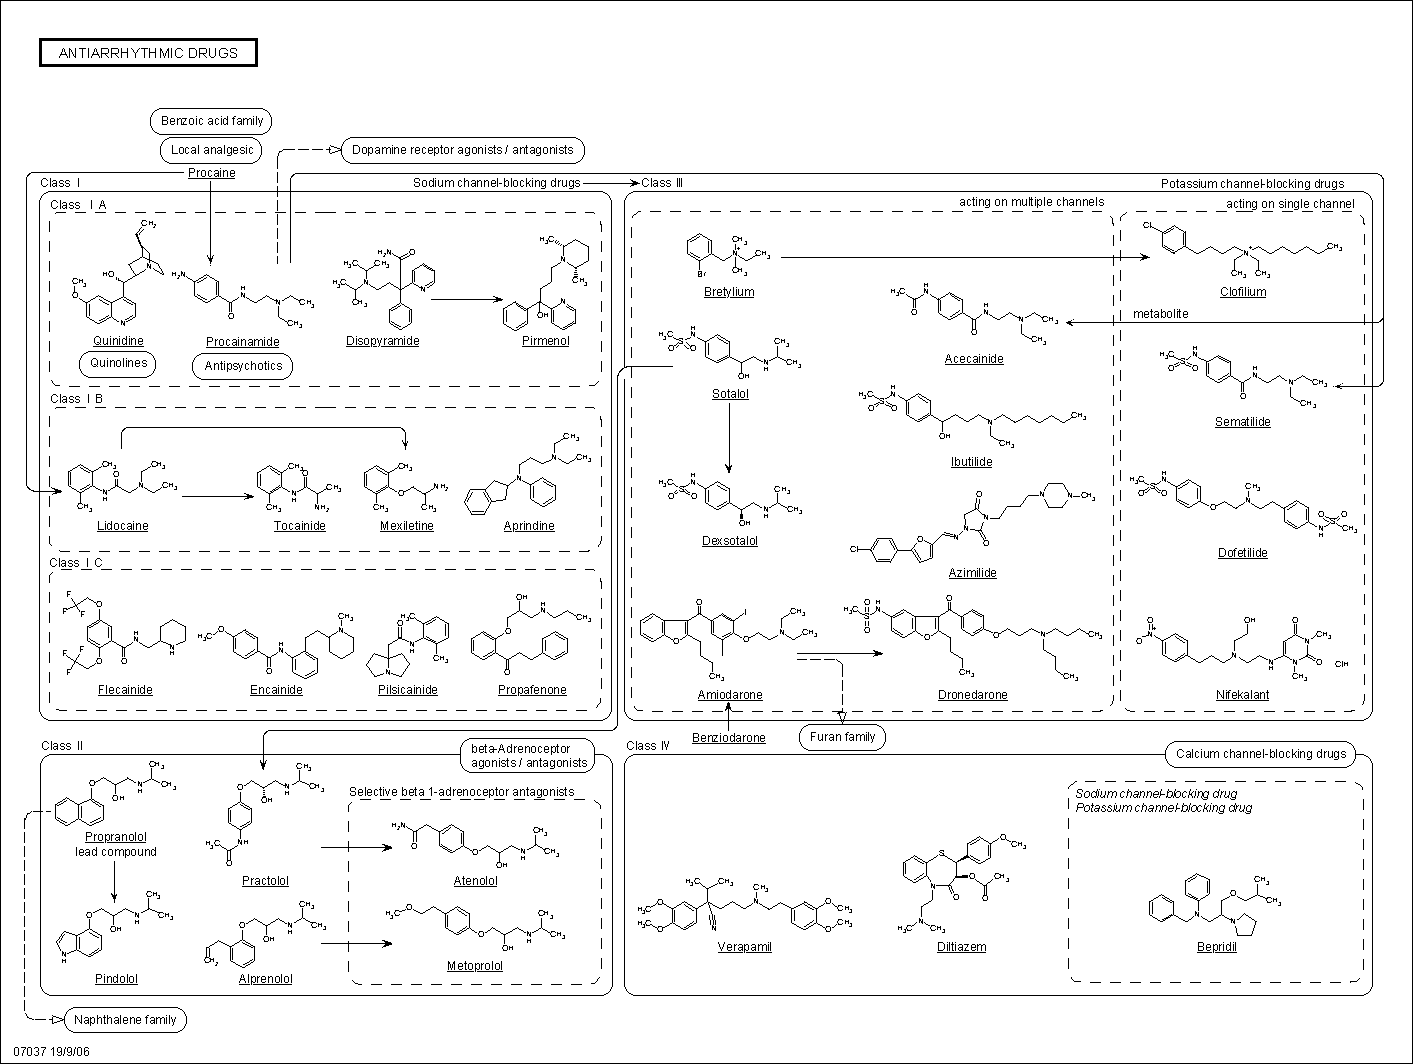 ANTIARRHYTHMIC DRUGS
Benzoic acid family
Local analgesic
Procaine
Dopamine receptor agonists / antagonists
Class I
Sodium channel-blocking drugs
Class III
Potassium channel-blocking drugs
Class I A
Quinidine
Quinolines
Procainamide
Antipsychotics
Disopyramide
Pirmenol
Class I B
Lidocaine
Tocainide
Mexiletine
Aprindine
Class I C
Flecainide
Encainide
Pilsicainide
Propafenone
acting on multiple channels
acting on single channel
Bretylium
Clofilium
metabolite
Acecainide
Sotalol
Sematilide
Ibutilide
Dexsotalol
Dofetilide
Azimilide
Amiodarone
Dronedarone
Nifekalant
ClH
Benziodarone
Furan family
Class II
beta-Adrenoceptor
agonists / antagonists
Selective beta 1-adrenoceptor antagonists
Propranolol
lead compound
Practolol
Atenolol
Pindolol
Alprenolol
Metoprolol
Naphthalene family
Class IV
Calcium channel-blocking drugs
Sodium channel-blocking drug
Potassium channel-blocking drug
Verapamil
Diltiazem
Bepridil
07037 19/9/06